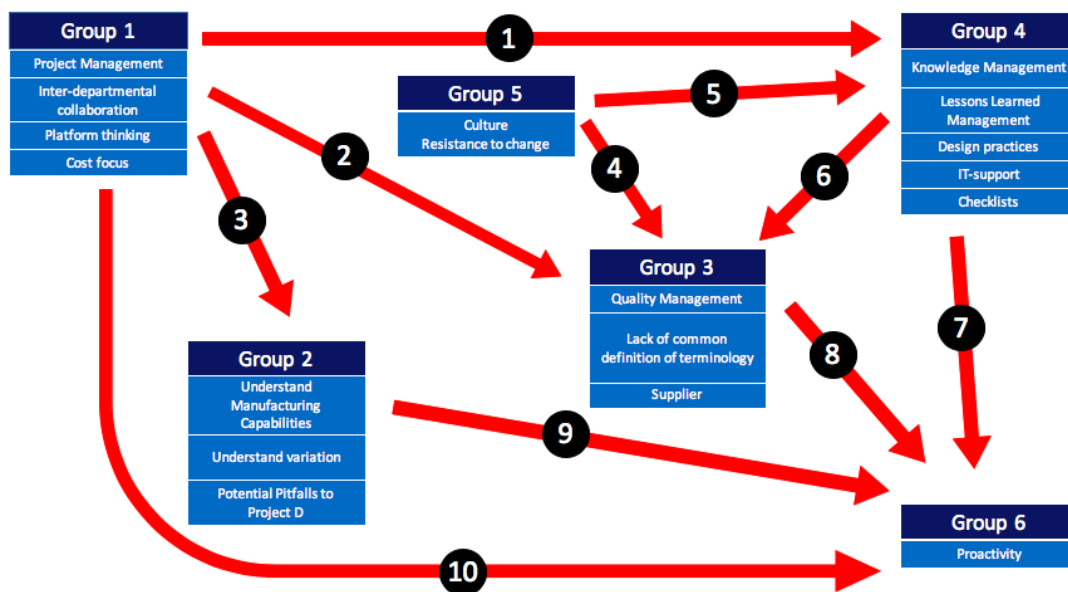 Group 1
Project Management
Inter-departmental
collaboration
Platform thinking
Cost focus
1
Group 4
Knowledge Management
Lessons Learned
Management
Design practices
IT-support
Checklists
Group 5
Culture
Resistance to change
5
2
4
6
3
Group 3
Quality Management
Lack of common
definition of terminology
Supplier
7
8
Group 2
Understand
Manufacturing
Capabilities
Understand variation
Potential Pitfalls to
Project D
9
Group 6
Proactivity
10